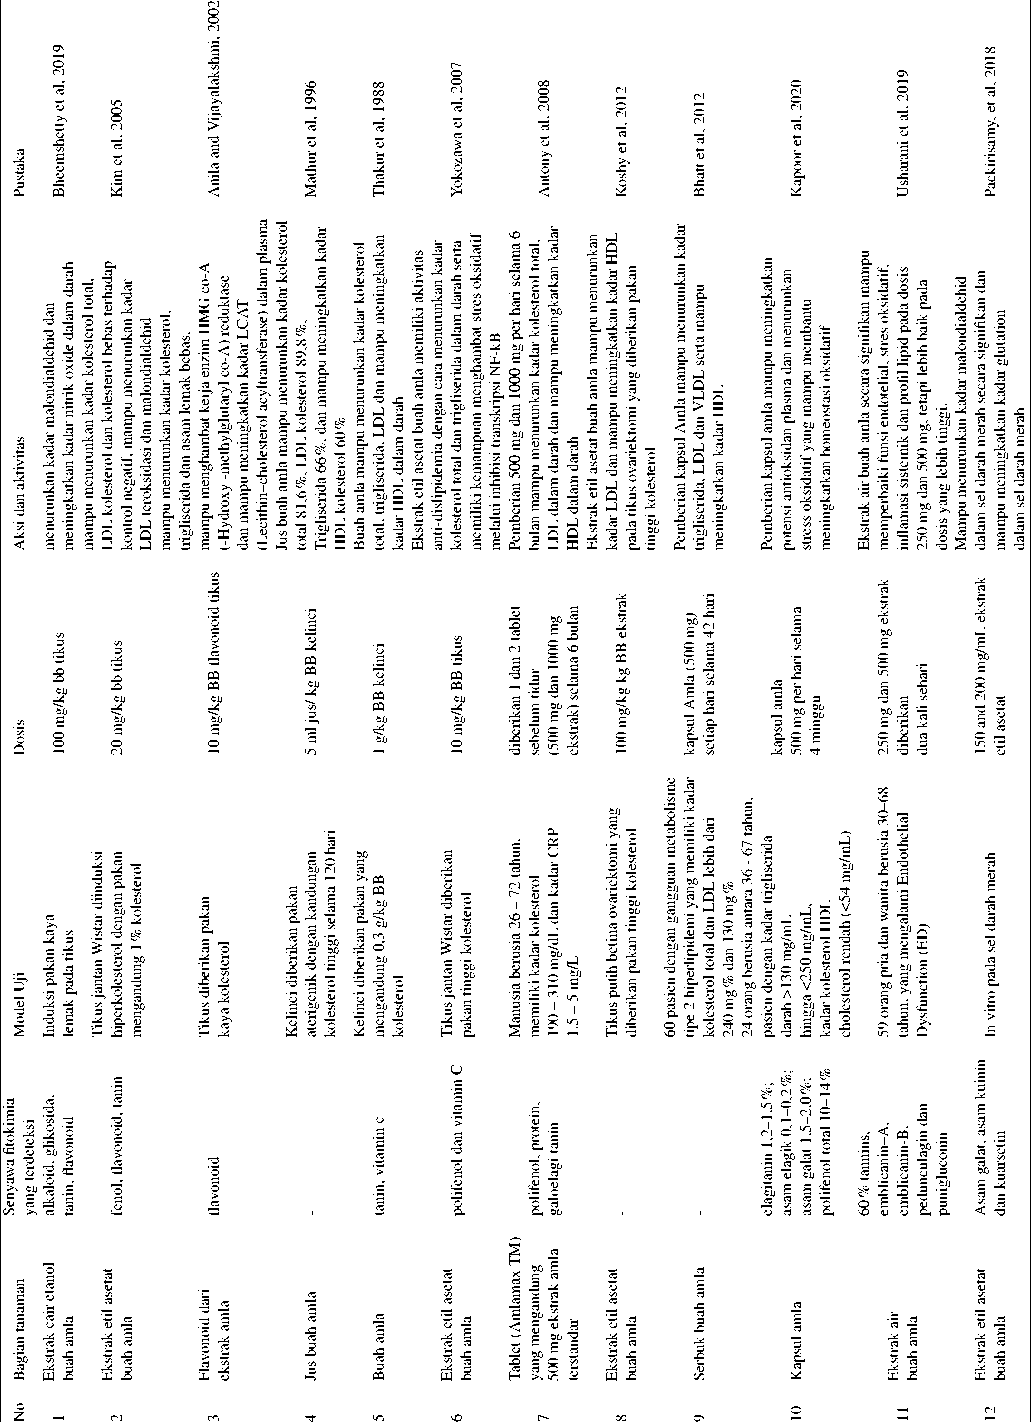 No
Bagian tanaman
Senyawa fitokimia
yang terdeteksi
Model Uji
Dosis
Aksi dan aktivitas
Pustaka
1
Ekstrak cair etanol
buah amla
alkaloid, glikosida,
tanin, flavonoid
Induksi pakan kaya
lemak pada tikus
100 mg/kg bb tikus
menurunkan kadar malondialdehid dan
meningkatkan kadar nitrik oxide dalam darah
Bheemshetty et al, 2019
2
Ekstrak etil asetat
buah amla
fenol, flavonoid, tanin
Tikus jantan Wistar diinduksi
hiperkolesterol dengan pakan
mengandung 1% kolesterol
20 mg/kg bb tikus
mampu menurunkan kadar kolesterol total,
LDL kolesterol dan kolesterol bebas terhadap
kontrol negatif, mampu menurunkan kadar
LDL teroksidasi dan malondialdehid
mampu menurunkan kadar kolesterol,
trigliserida dan asam lemak bebas.
Kim et al, 2005
3
Flavonoid dari
ekstrak amla
flavonoid
Tikus diberikan pakan
kaya kolesterol
10 mg/kg BB flavonoid tikus
mampu menghambat kerja enzim HMG co-A
(-Hydroxy -methylglutacyl co-A) reduktase
dan mampu meningkatkan kadar LCAT
(Lecithin–cholesterol acyltransferase) dalam plasma
Anila and Vijayalakshmi, 2002
4
Jus buah amla
-
Kelinci diberikan pakan
aterigenik dengan kandungan
kolesterol tinggi selama 120 hari
5 ml jus/ kg BB kelinci
Jus buah amla mampu menurunkan kadar kolesterol
total 81,6%, LDL kolesterol 89,8%,
Trigliserida 66%, dan mampu meningkatkan kadar
HDL kolesterol 60%
Mathur et al, 1996
5
Buah amla
tanin, vitamin c
Kelinci diberikan pakan yang
mengandung 0,3 g/kg BB
kolesterol
1 g/kg BB kelinci
Buah amla mampu menurunkan kadar kolesterol
total, trigliserida, LDL dan mampu meningkatkan
kadar HDL dalam darah
Thakur et al, 1988
6
Ekstrak etil asetat
buah amla
polifenol dan vitamin C
Tikus jantan Wistar diberikan
pakan tinggi kolesterol
10 mg/kg BB tikus
Ekstrak etil asetat buah amla memiliki aktivitas
anti-dislipidemia dengan cara menurunkan kadar
kolesterol total dan trigliserida dalam darah serta
memiliki kemampuan menghambat stres oksidatif
melalui inhibisi transkripsi NF-kB
Yokozawa et al, 2007
7
Tablet (Amlamax TM)
yang mengandung
500 mg ekstrak amla
terstandar
polifenol, protein,
galoelagi tanin
Manusia berusia 26 – 72 tahun,
memiliki kadar kolesterol
190 – 310 mg/dL dan kadar CRP
1.5 – 5 mg/L
diberikan 1 dan 2 tablet
sebelum tidur
(500 mg dan 1000 mg
ekstrak) selama 6 bulan
Pemberian 500 mg dan 1000 mg per hari selama 6
bulan mampu menurunkan kadar kolesterol total,
LDL dalam darah dan mampu meningkatkan kadar
HDL dalam darah
Antony et al, 2008
8
Ekstrak etil asetat
buah amla
-
Tikus putih betina ovaricktomi yang
diberikan pakan tinggi kolesterol
100 mg/kg kg BB ekstrak
Ekstrak etil asetat buah amla mampu menurunkan
kadar LDL dan mampu meningkatkan kadar HDL
pada tikus ovariektomi yang diberikan pakan
tinggi kolesterol
Koshy et al, 2012
9
Serbuk buah amla
-
60 pasien dengan gangguan metabolisme
tipe 2 hiperlipidemi yang memiliki kadar
kolesterol total dan LDL lebih dari
240 mg% dan 130 mg%
kapsul Amla (500 mg)
setiap hari selama 42 hari
Pemberian kapsul Amla mampu menurunkan kadar
trigliserida, LDL dan VLDL serta mampu
meningkatkan kadar HDL
Bhatt et al, 2012
10
Kapsul amla
elagitanin 1,2–1,5%;
asam elagik 0,1–0,2%;
asam galat 1,5–2,0%;
polifenol total 10–14%
24 orang berusia antara 36 - 67 tahun,
pasien dengan kadar trigliserida
darah >130 mg/mL
hingga <250 mg/mL,
kadar kolesterol HDL
cholesterol rendah (<54 mg/mL)
kapsul amla
500 mg per hari selama
4 minggu
Pemberian kapsul amla mampu meningkatkan
potensi antioksidan plasma dan menurunkan
stress oksidatif yang mampu membantu
meningkatkan homeostasi oksidatif
Kapoor et al, 2020
11
Ekstrak air
buah amla
60% tannins,
emblicanin–A,
emblicanin-B,
pedunculagin dan
punigluconin
59 orang pria dan wanita berusia 30–68
tahun, yang mengalami Endothelial
Dysfunction (ED)
250 mg dan 500 mg ekstrak
diberikan
dua kali sehari
Ekstrak air buah amla secara signifikan mampu
memperbaiki fungsi endorelial, stres oksidatif,
inflamasi sistemik dan profil lipid pada dosis
250 mg dan 500 mg, tetapi lebih baik pada
dosis yang lebih tinggi.
Usharani et al, 2019
12
Ekstrak etil asetat
buah amla
Asam galat, asam kuinin
dan kuarsetin
In vitro pada sel darah merah
150 and 200 mg/mL ekstrak
etil asetat
Mampu menurunkan kadar malondialdehid
dalam sel darah merah secara signifikan dan
mampu meningkatkan kadar glutation
dalam sel darah merah
Packirisamy, et al, 2018